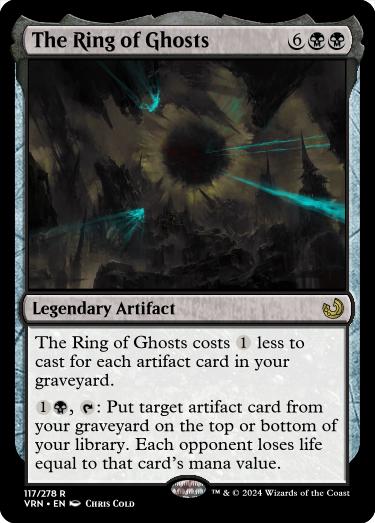 The Ring of Ghosts 6
Legendary Artifact
The Ring of Ghosts costs 1 less to
cast for each artifact card in your
graveyard.
1 , : Put target artifact card from
your graveyard on the top or bottom of
your library. Each opponent loses life
equal to that card's mana value.
117/278 R
VRN • EN Chris Cold
™ & © 2024 Wizards of the Coast